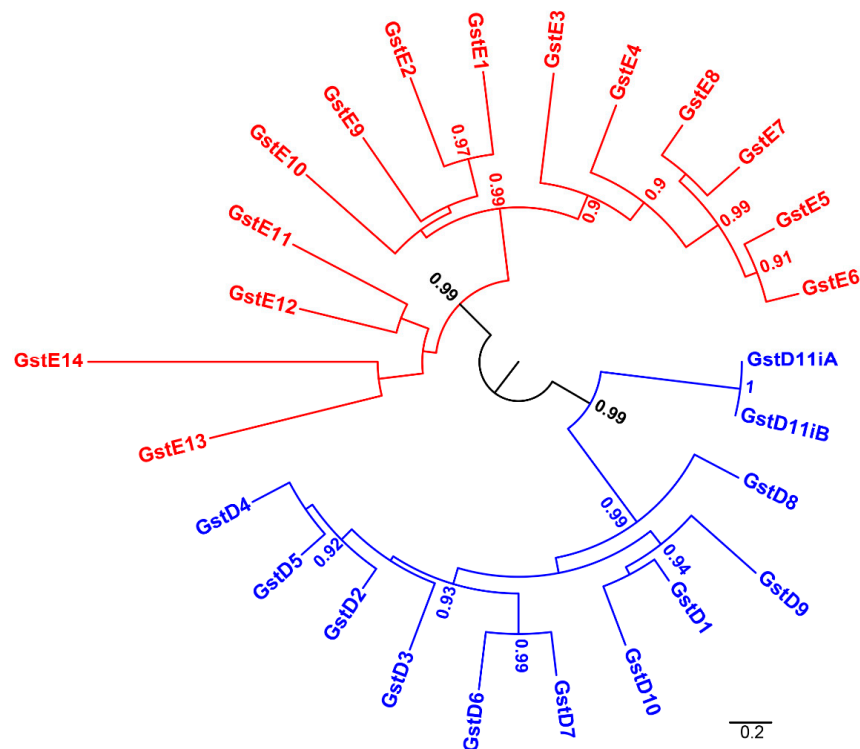 GstE3
GstE1
GstE2
GstE4
GstE8
GstE9
GstE7
GstE10
0.97
0.99
0.9
0.9
0.99
GstE5
GstE11
0.91
GstE6
0.99
GstE12
GstE14
GstD11iA
1
0.99
GstD11iB
GstE13
GstD8
GstD4
0.99
GstD5
0.92
0.94
GstD9
GstD2
0.93
GstD1
GstD3
0.99
GstD6
GstD7
GstD10
0.2